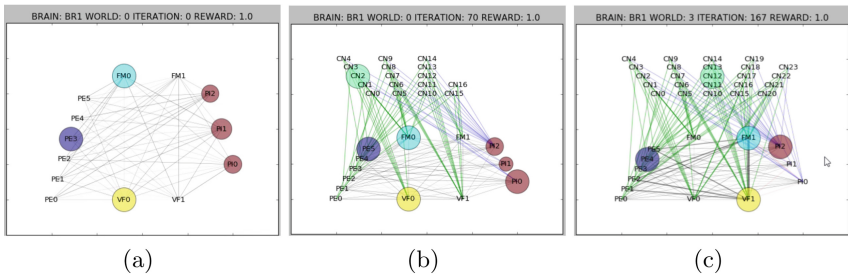 BRAIN: BR1 WORLD: 0 ITERATION: 0 REWARD: 1.0
FM0 FM1
PI2
PE5
PE4
PI1
PE3
PE2
PI0
PE1
PE0 VF0 VF1
(a)
BRAIN: BR1 WORLD: 0 ITERATION: 70 REWARD: 1.0
CN4 CN9 CN14
CN3 CN8 CN13
CN2 CN7 CN12
CN1 CN6 CN11 CN16
CN0 CN5 CN10 CN15
FM0 FM1
PE5 PI2
PE4
PE3 PI1
PE2 PI0
PE1
PE0 VF0 VF1
(b)
BRAIN: BR1 WORLD: 3 ITERATION: 167 REWARD: 1.0
CN4 CN9 CN14 CN19
CN3 CN8 CN13 CN18 CN23
CN2 CN7 CN12 CN17 CN22
CN1 CN6 CN11 CN16 CN21
CN0 CN5 CN10 CN15 CN20
FM0 FM1
PE5 PI2
PE4
PE3 PI1
PE2 PI0
PE1
PE0 VF0 VF1
(c)